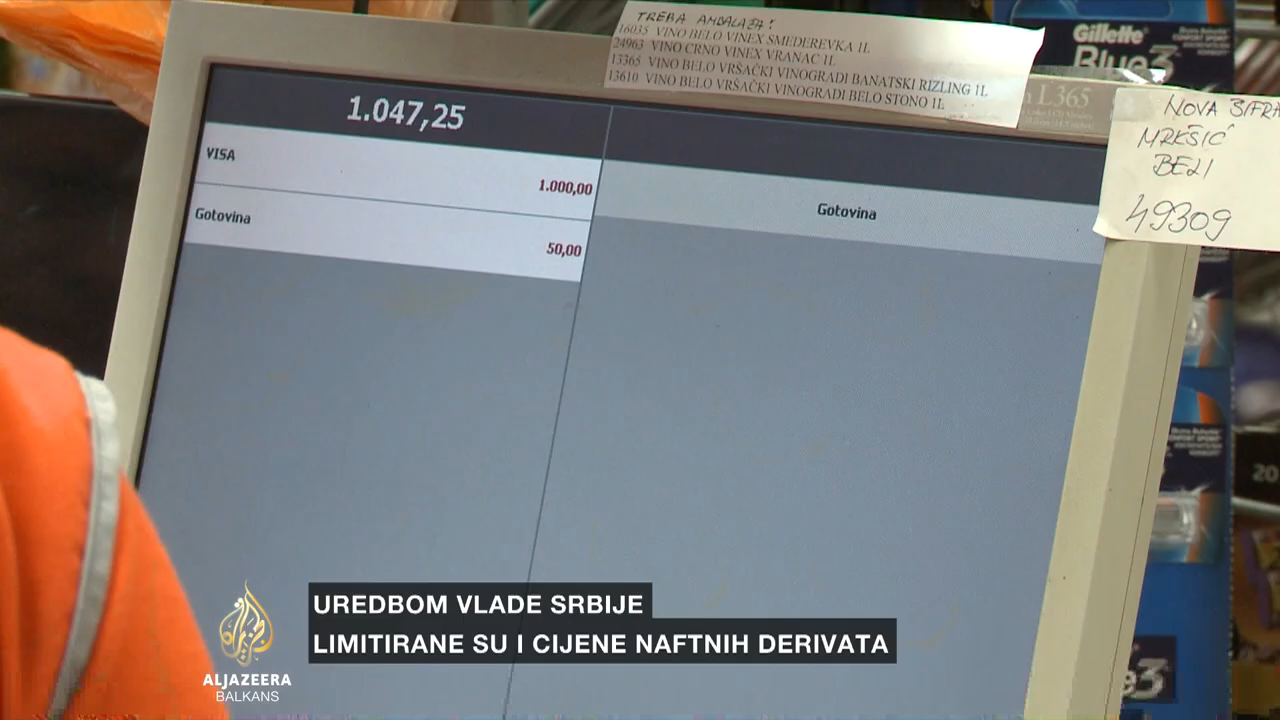 TREBA AMBALAŽA!
16035 VINO BELO VINEX SMEDEREVKA 1L
24963 VINO CRNO VINEX VRANAC 1L
13365 VINO BELO VRŠAČKI VINOGRADI BANATSKI RIZLING 1L
13610 VINO BELO VRŠAČKI VINOGRADI BELO STONO 1L
Gillette
Blue3
L365
NOVA ŠIFRA
MRKŠIĆ
BELI
49309
1.047,25
VISA
1.000,00
Gotovina
50,00
Gotovina
20
UREDBOM VLADE SRBIJE
LIMITIRANE SU I CIJENE NAFTNIH DERIVATA
ALJAZEERA
BALKANS